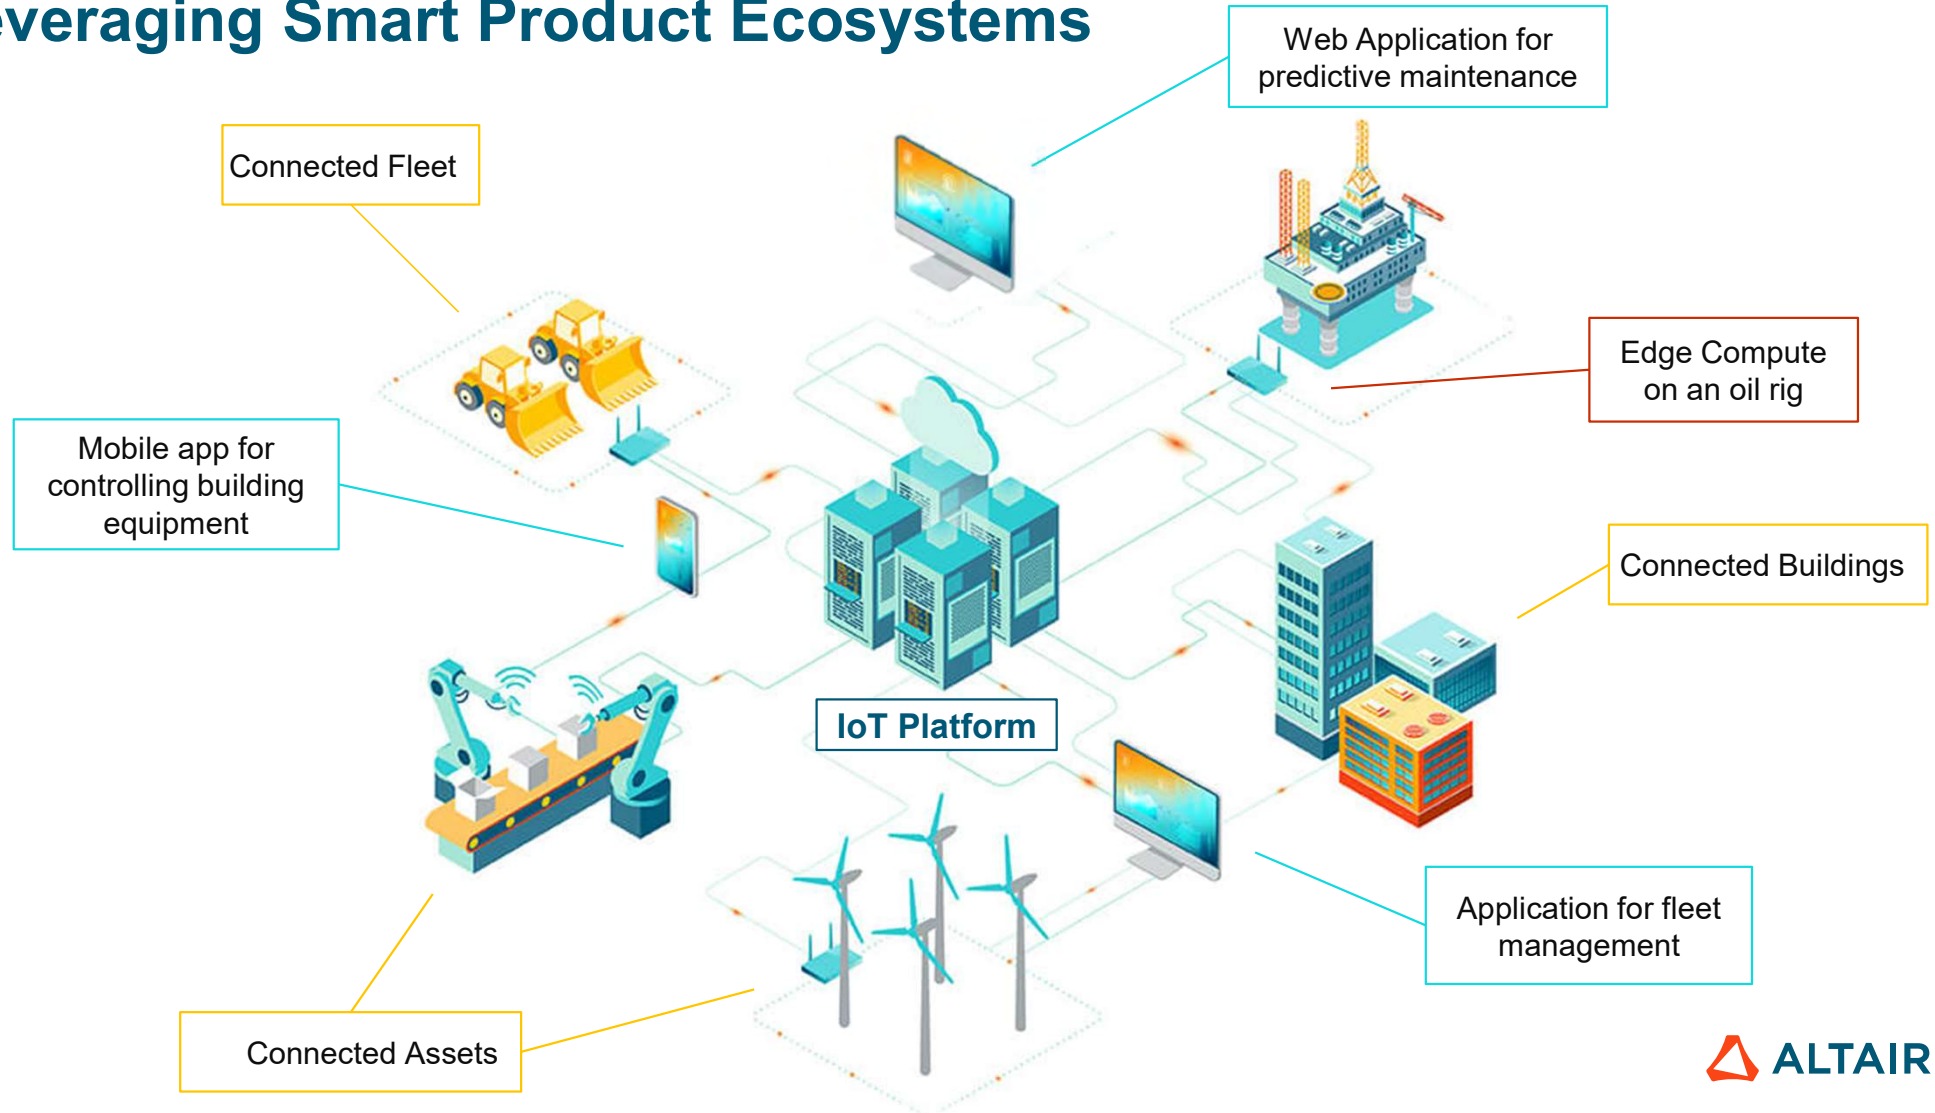 everaging Smart Product Ecosystems
Web Application for
predictive maintenance
Connected Fleet
Edge Compute
on an oil rig
Mobile app for
controlling building
equipment
Connected Buildings
IoT Platform
Application for fleet
management
Connected Assets
ALTAIR